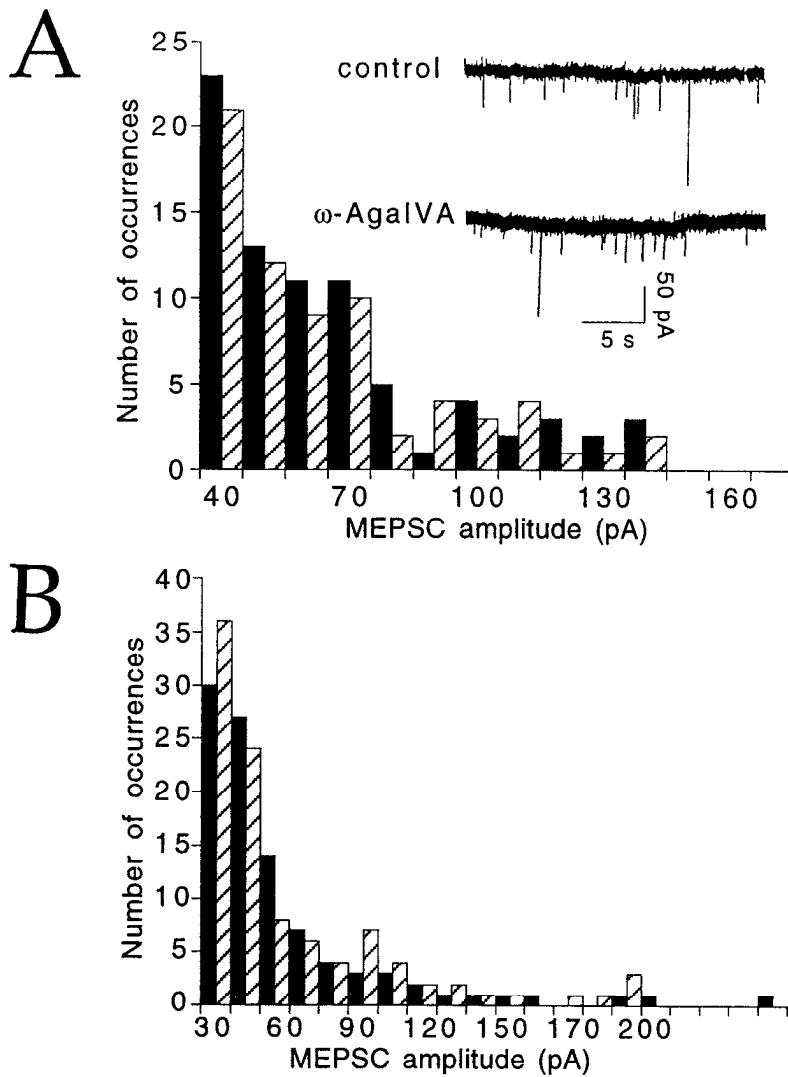 A
Number of occurrences
25
20
15
10
5
0
40 70 100 130 160
MEPSC amplitude (pA)
control
ω-AgaIVA
50 pA
5 s
B
Number of occurrences
40
35
30
25
20
15
10
5
0
30 60 90 120 150 170 200
MEPSC amplitude (pA)